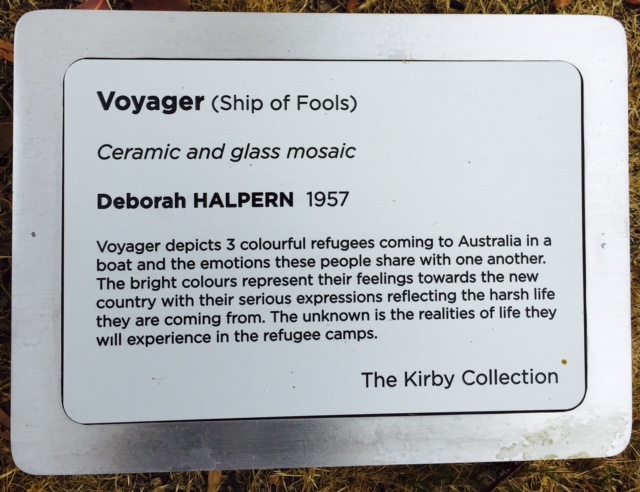 Voyager (Ship of Fools)
Ceramic and glass mosaic
Deborah HALPERN 1957
Voyager depicts 3 colourful refugees coming to Australia in a
boat and the emotions these people share with one another.
The bright colours represent their feelings towards the new
country with their serious expressions reflecting the harsh life
they are coming from. The unknown is the realities of life they
will experience in the refugee camps.
The Kirby Collection